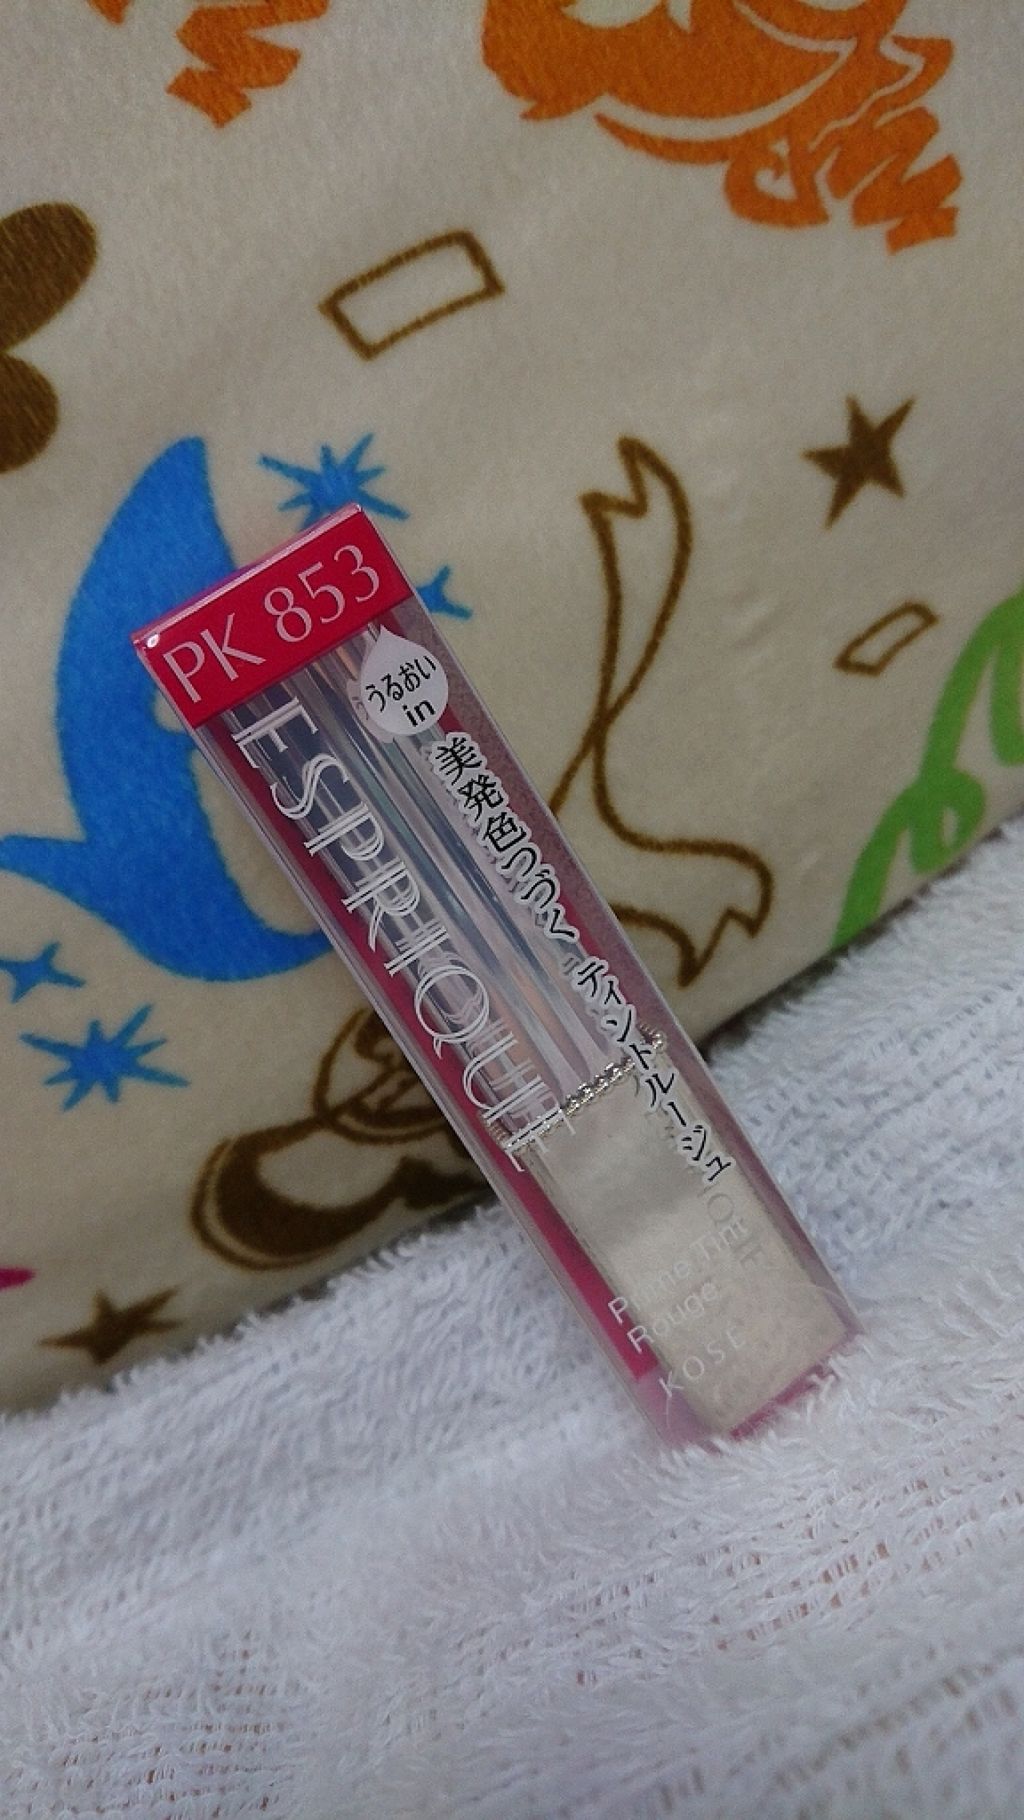 PK 853
うるおい
in
美発色つづく ティントルージュ
ESPRIQUE
Prime Tint
Rouge
KOSÉ